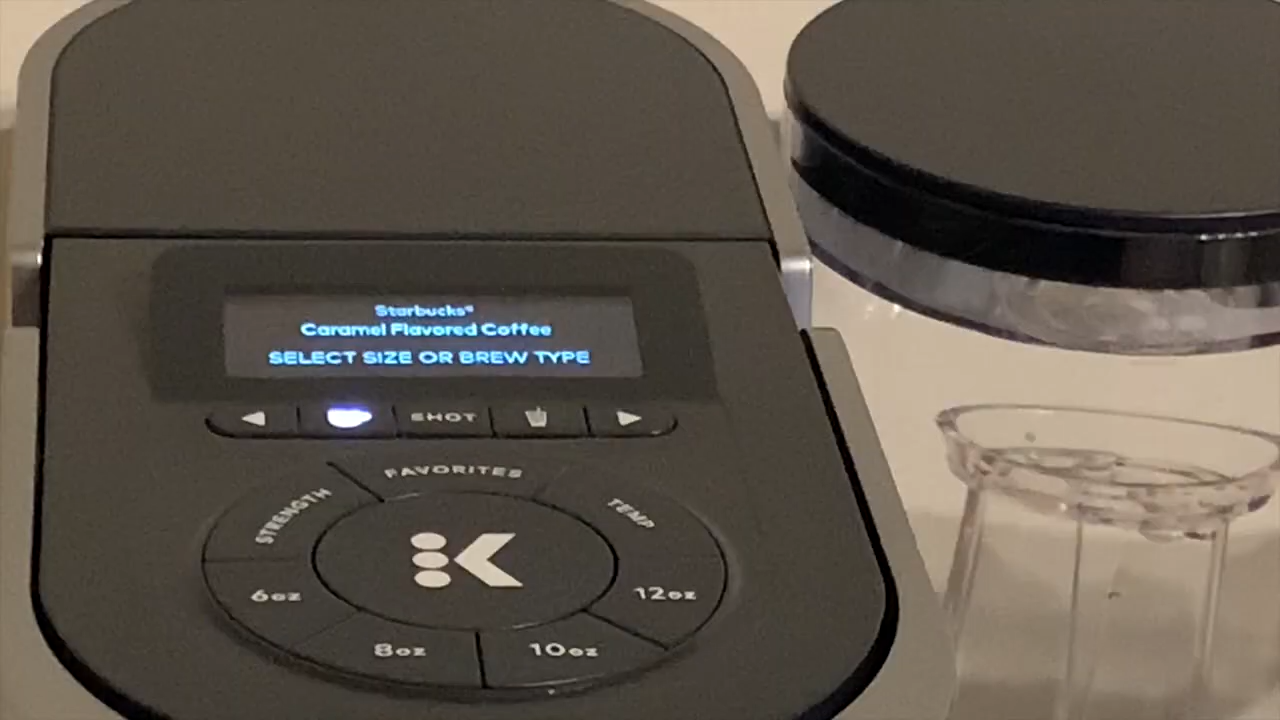 Starbucks®
Caramel Flavored Coffee
SELECT SIZE OR BREW TYPE
SHOT
FAVORITES
STRENGTH
TEMP
6oz
12oz
8oz
10oz